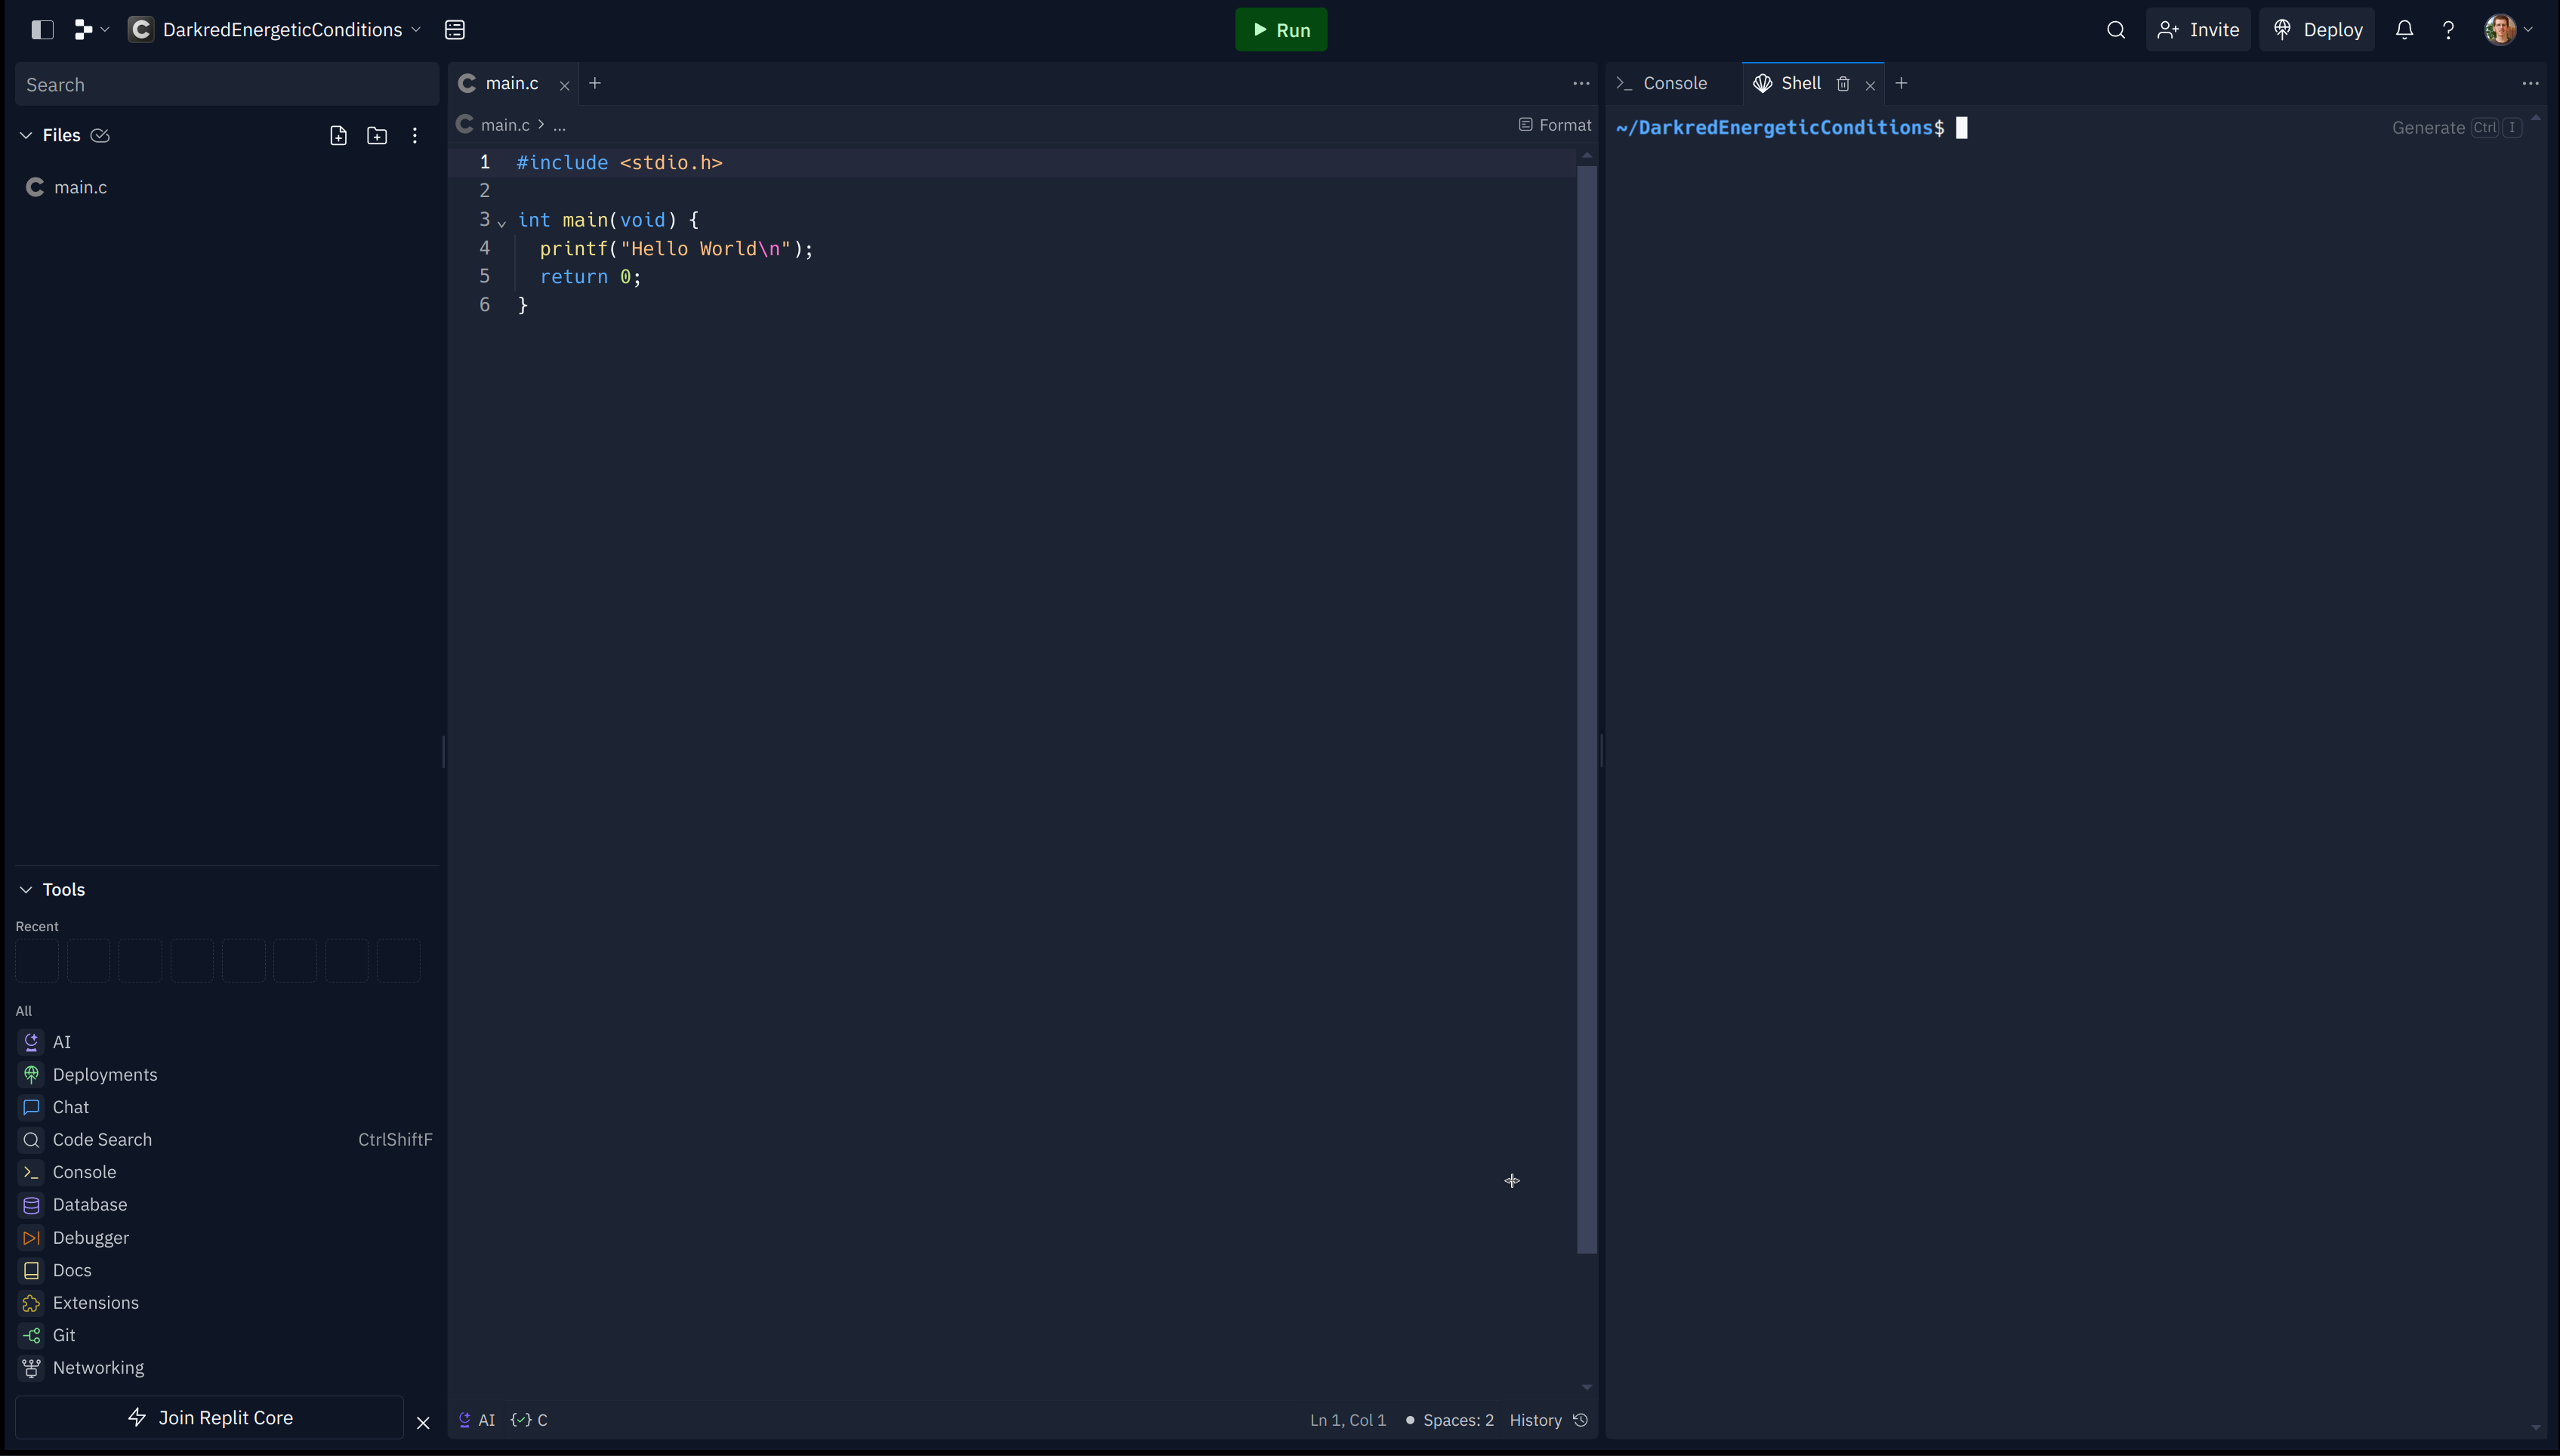 DarkredEnergeticConditions
Run
Invite
Deploy
Search
Files
main.c
Tools
Recent
All
AI
Deployments
Chat
Code Search CtrlShiftF
Console
Database
Debugger
Docs
Extensions
Git
Networking
Join Replit Core
main.c
main.c > ...
Format
1 #include <stdio.h>
2
3 int main(void) {
4 printf("Hello World\n");
5 return 0;
6 }
AI {✓} C
Ln 1, Col 1 • Spaces: 2 History
>_ Console
Shell
~/DarkredEnergeticConditions$
Generate Ctrl I